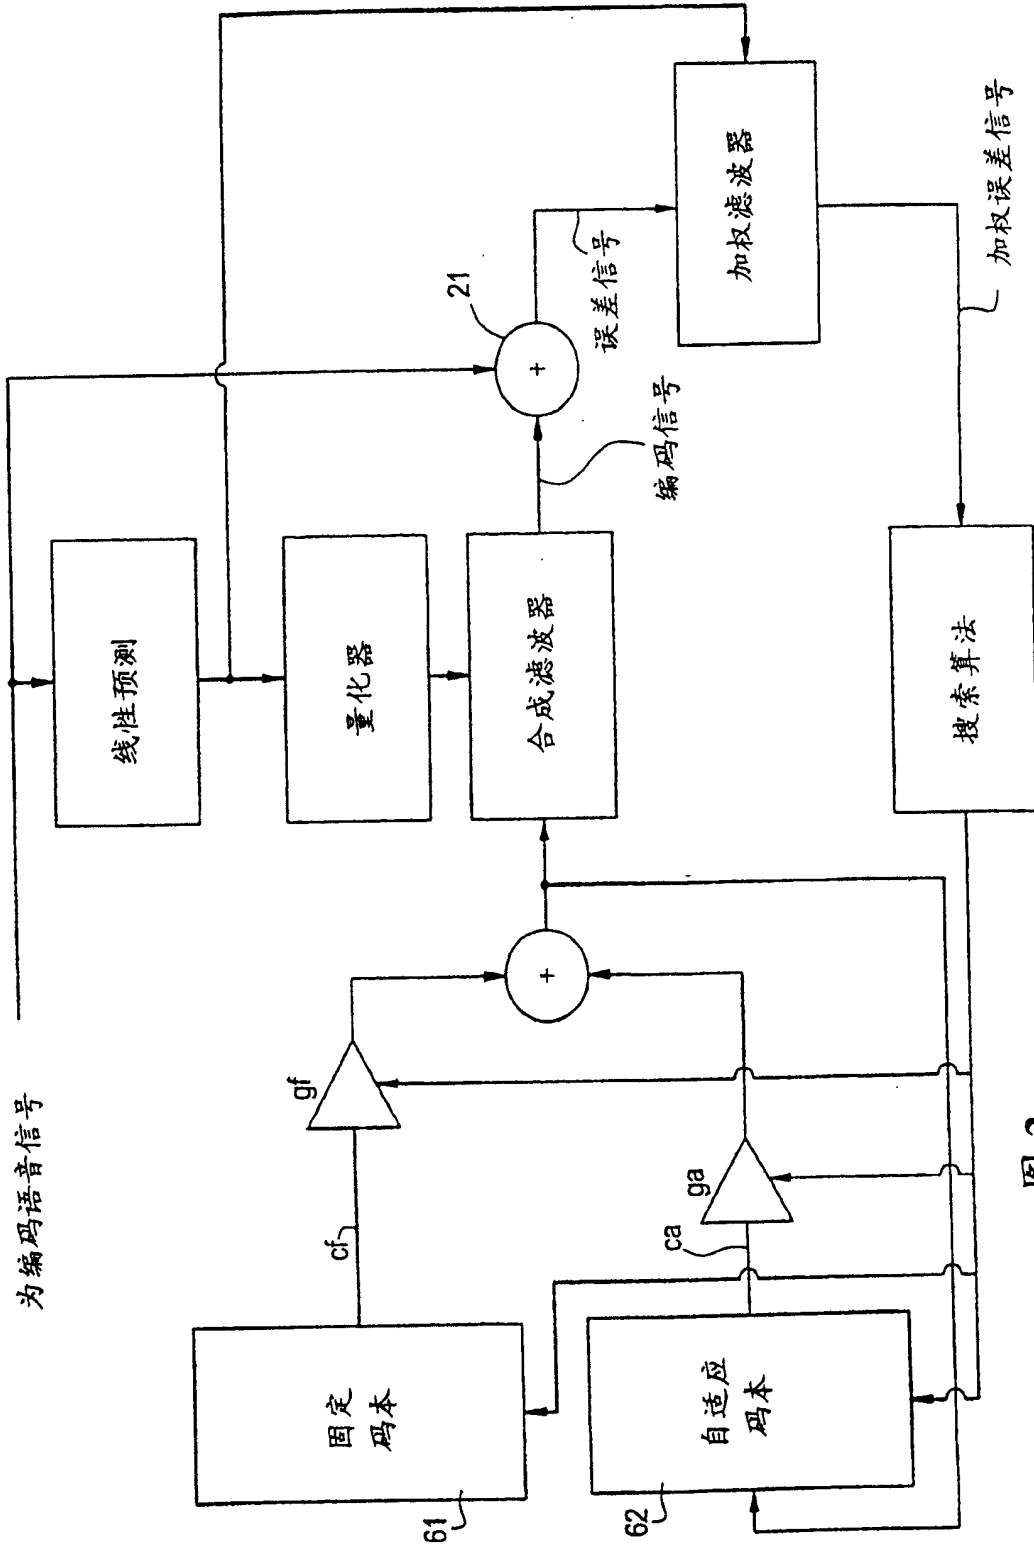 为编码语音信号
线性预测
量化器
固定
码本
61
cf
gf
合成滤波器
+
+
21
编码信号
误差信号
自适应
码本
62
ca
ga
加权滤波器
搜索算法
加权误差信号
图